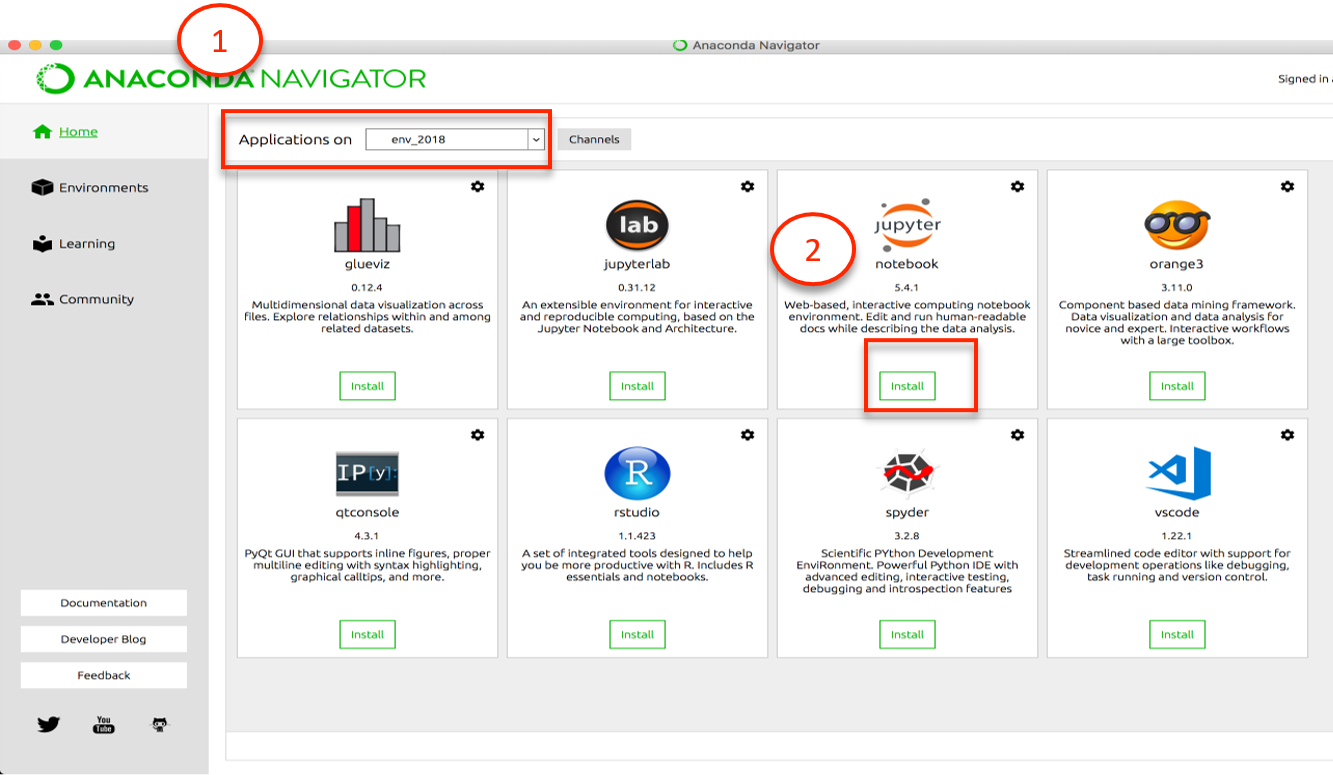 1
Anaconda Navigator
ANACONDA NAVIGATOR
Signed in
Home
Applications on env_2018 Channels
Environments
Learning
Community
glueviz
0.12.4
Multidimensional data visualization across
files. Explore relationships within and among
related datasets.
Install
lab
jupyterlab
0.31.12
An extensible environment for interactive
and reproducible computing, based on the
Jupyter Notebook and Architecture.
Install
2
jupyter
notebook
5.4.1
Web-based, interactive computing notebook
environment. Edit and run human-readable
docs while describing the data analysis.
Install
orange3
3.11.0
Component based data mining framework.
Data visualization and data analysis for
novice and expert. Interactive workflows
with a large toolbox.
Install
IP[y]:
qtconsole
4.3.1
PyQt GUI that supports inline figures, proper
multiline editing with syntax highlighting,
graphical calltips, and more.
Install
R
rstudio
1.1.423
A set of integrated tools designed to help
you be more productive with R. Includes R
essentials and notebooks.
Install
spyder
3.2.8
Scientific PYthon Development
EnviRonment. Powerful Python IDE with
advanced editing, interactive testing,
debugging and introspection features
Install
vscode
1.22.1
Streamlined code editor with support for
development operations like debugging,
task running and version control.
Install
Documentation
Developer Blog
Feedback
You
Tube